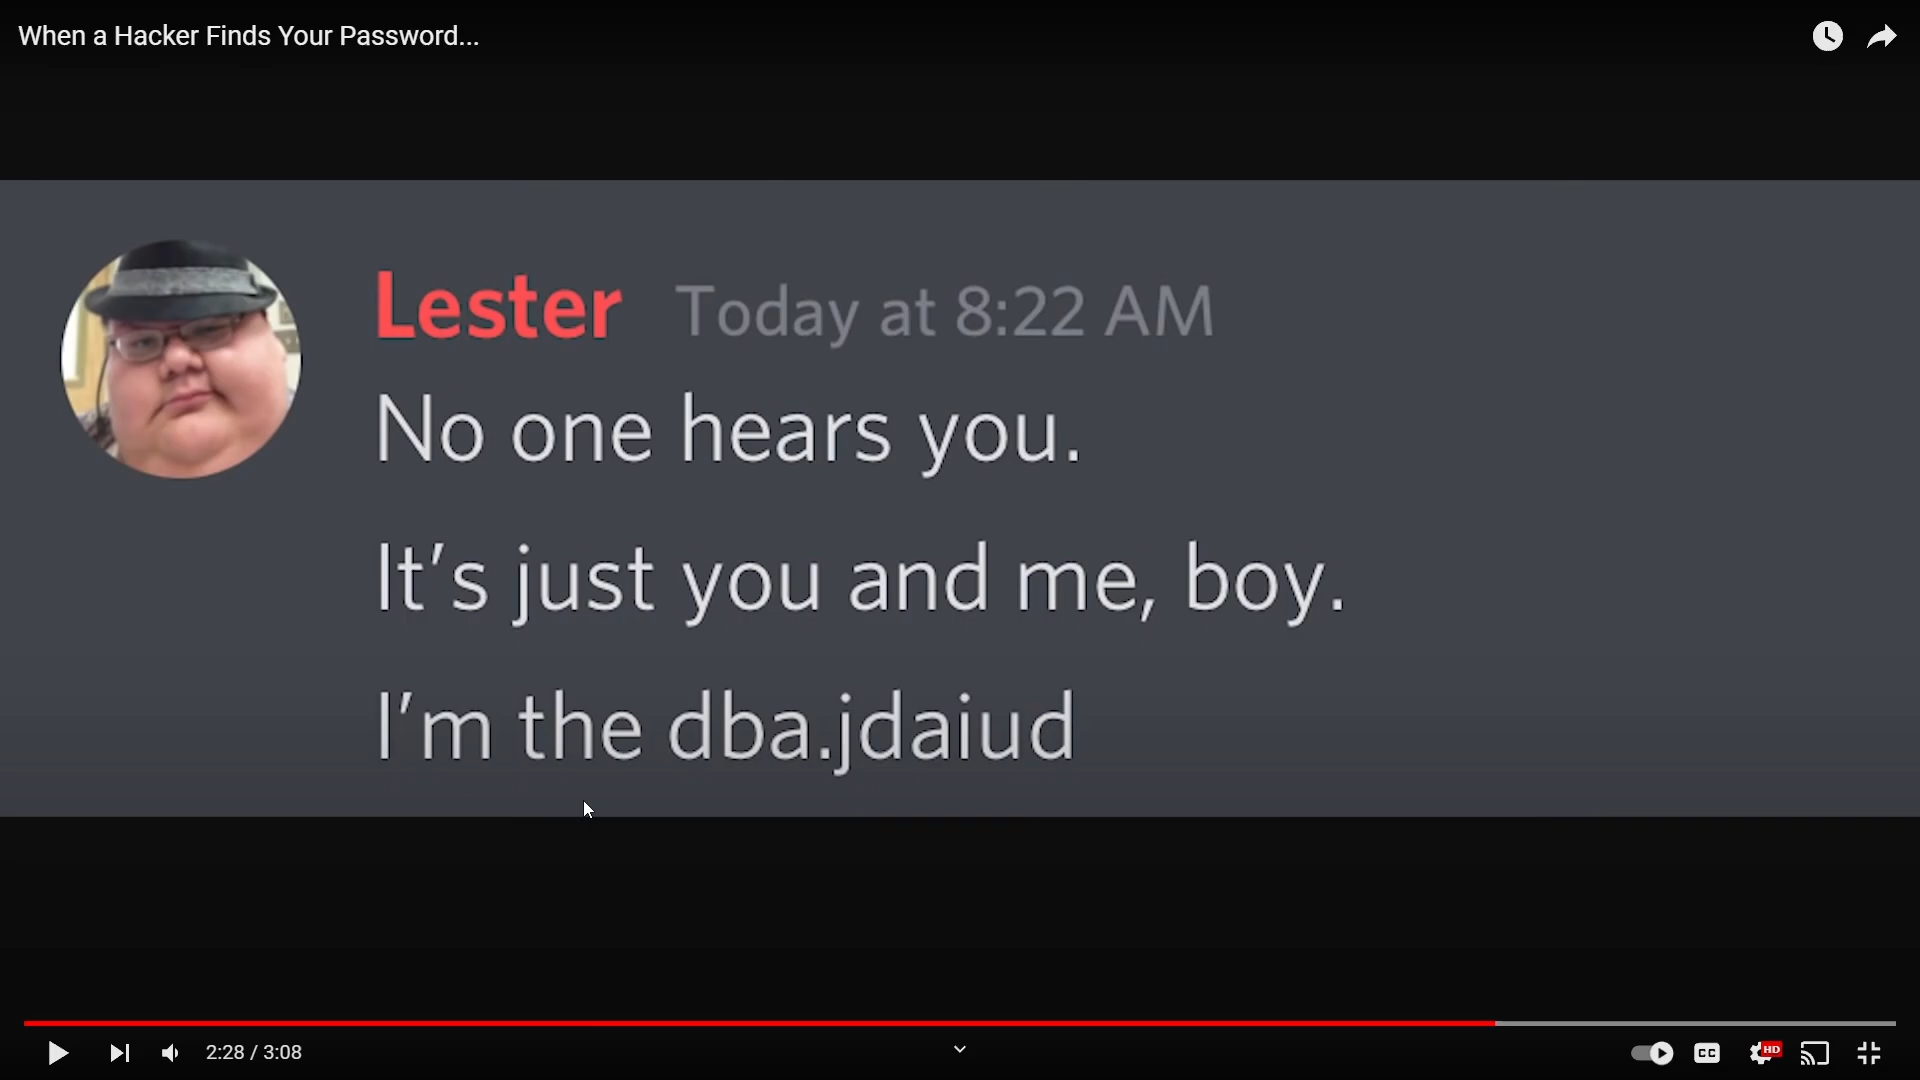 When a Hacker Finds Your Password...
Lester Today at 8:22 AM
No one hears you.
It's just you and me, boy.
I'm the dba.jdaiud
2:28 / 3:08
CC
HD